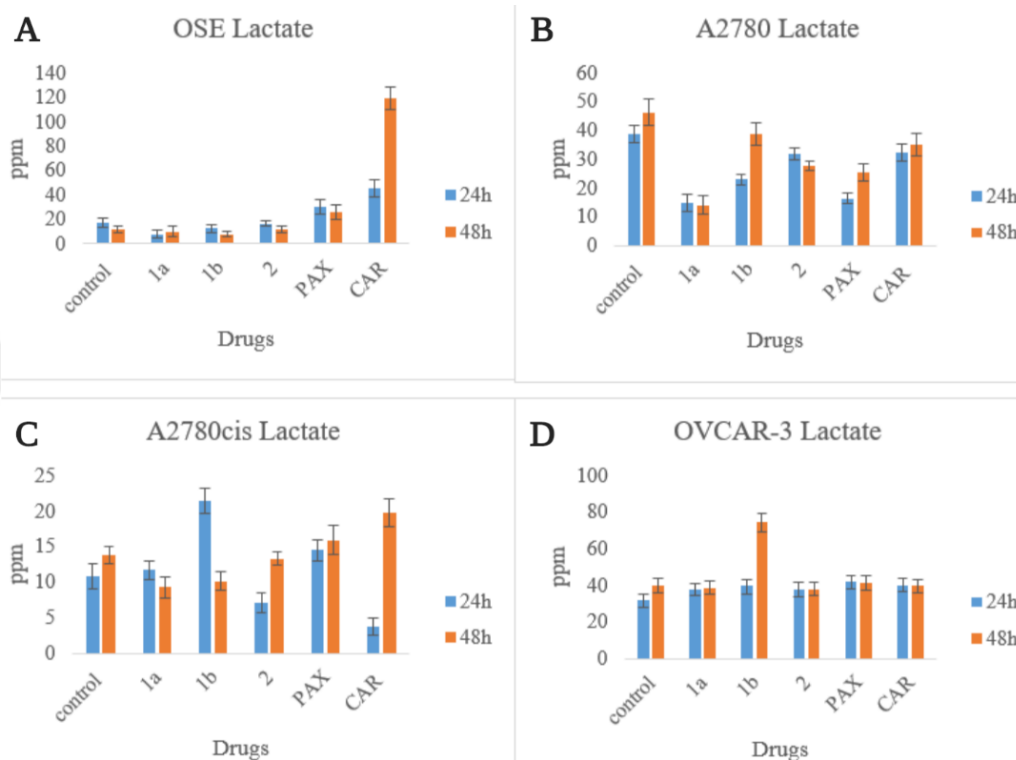 A
OSE Lactate
140
120
100
80
60
40
20
0
ppm
control
1a
1b
2
PAX
CAR
Drugs
24h
48h
B
A2780 Lactate
60
50
40
30
20
10
0
ppm
control
1a
1b
2
PAX
CAR
Drugs
24h
48h
C
A2780cis Lactate
25
20
15
10
5
0
ppm
control
1a
1b
2
PAX
CAR
Drugs
24h
48h
D
OVCAR-3 Lactate
100
80
60
40
20
0
ppm
control
1a
1b
2
PAX
CAR
Drugs
24h
48h